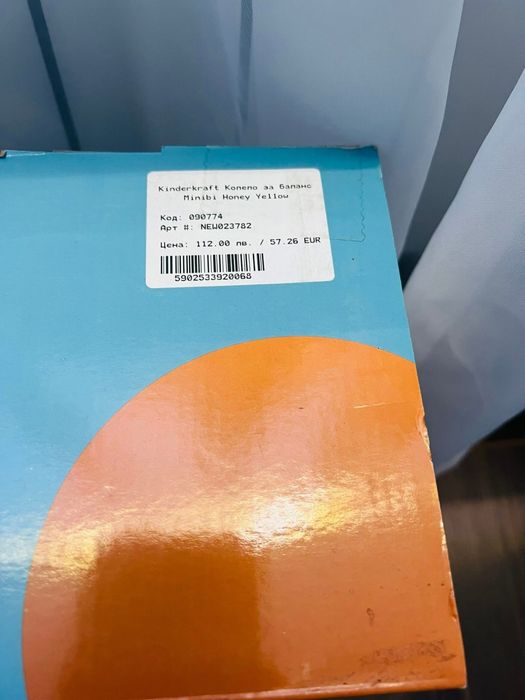 Kinderkraft Колело за баланс
Minibi Honey Yellow
Код: 090774
Арт #: NEW023782
Цена: 112.00 лв. / 57.26 EUR
5902533920068